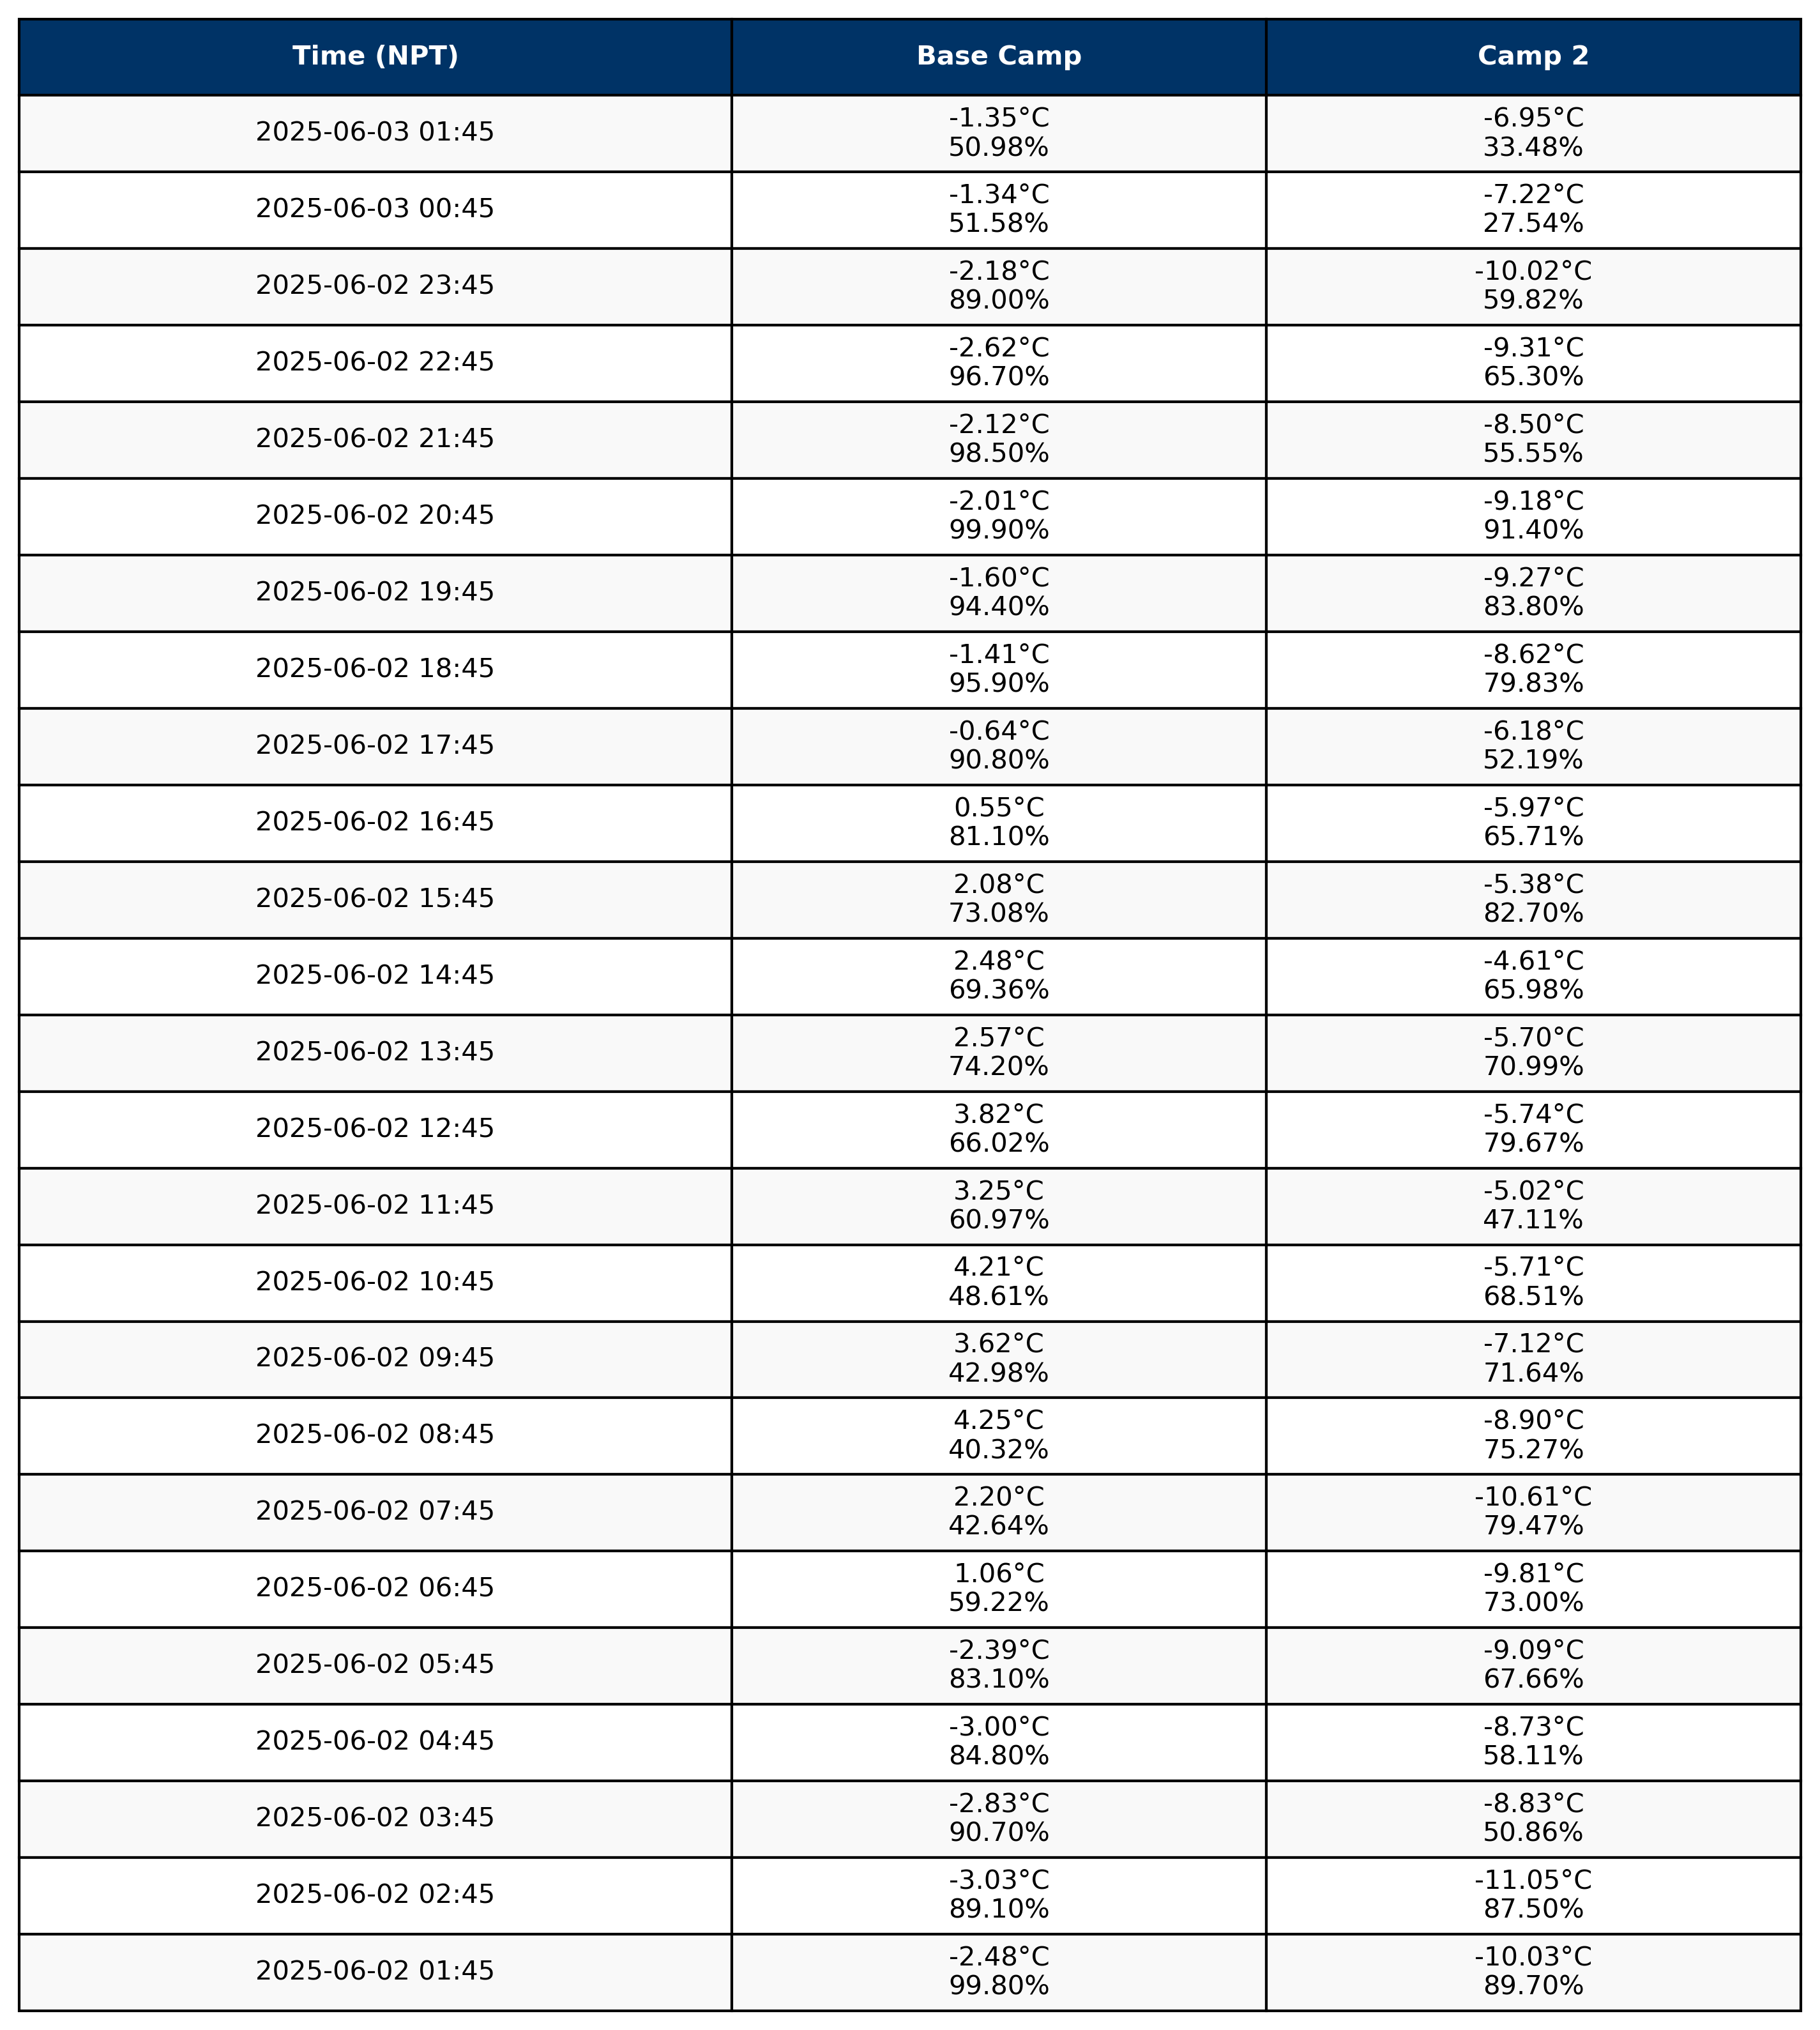 Time (NPT) Base Camp Camp 2
2025-06-03 01:45 -1.35°C -6.95°C
50.98% 33.48%
2025-06-03 00:45 -1.34°C -7.22°C
51.58% 27.54%
2025-06-02 23:45 -2.18°C -10.02°C
89.00% 59.82%
2025-06-02 22:45 -2.62°C -9.31°C
96.70% 65.30%
2025-06-02 21:45 -2.12°C -8.50°C
98.50% 55.55%
2025-06-02 20:45 -2.01°C -9.18°C
99.90% 91.40%
2025-06-02 19:45 -1.60°C -9.27°C
94.40% 83.80%
2025-06-02 18:45 -1.41°C -8.62°C
95.90% 79.83%
2025-06-02 17:45 -0.64°C -6.18°C
90.80% 52.19%
2025-06-02 16:45 0.55°C -5.97°C
81.10% 65.71%
2025-06-02 15:45 2.08°C -5.38°C
73.08% 82.70%
2025-06-02 14:45 2.48°C -4.61°C
69.36% 65.98%
2025-06-02 13:45 2.57°C -5.70°C
74.20% 70.99%
2025-06-02 12:45 3.82°C -5.74°C
66.02% 79.67%
2025-06-02 11:45 3.25°C -5.02°C
60.97% 47.11%
2025-06-02 10:45 4.21°C -5.71°C
48.61% 68.51%
2025-06-02 09:45 3.62°C -7.12°C
42.98% 71.64%
2025-06-02 08:45 4.25°C -8.90°C
40.32% 75.27%
2025-06-02 07:45 2.20°C -10.61°C
42.64% 79.47%
2025-06-02 06:45 1.06°C -9.81°C
59.22% 73.00%
2025-06-02 05:45 -2.39°C -9.09°C
83.10% 67.66%
2025-06-02 04:45 -3.00°C -8.73°C
84.80% 58.11%
2025-06-02 03:45 -2.83°C -8.83°C
90.70% 50.86%
2025-06-02 02:45 -3.03°C -11.05°C
89.10% 87.50%
2025-06-02 01:45 -2.48°C -10.03°C
99.80% 89.70%